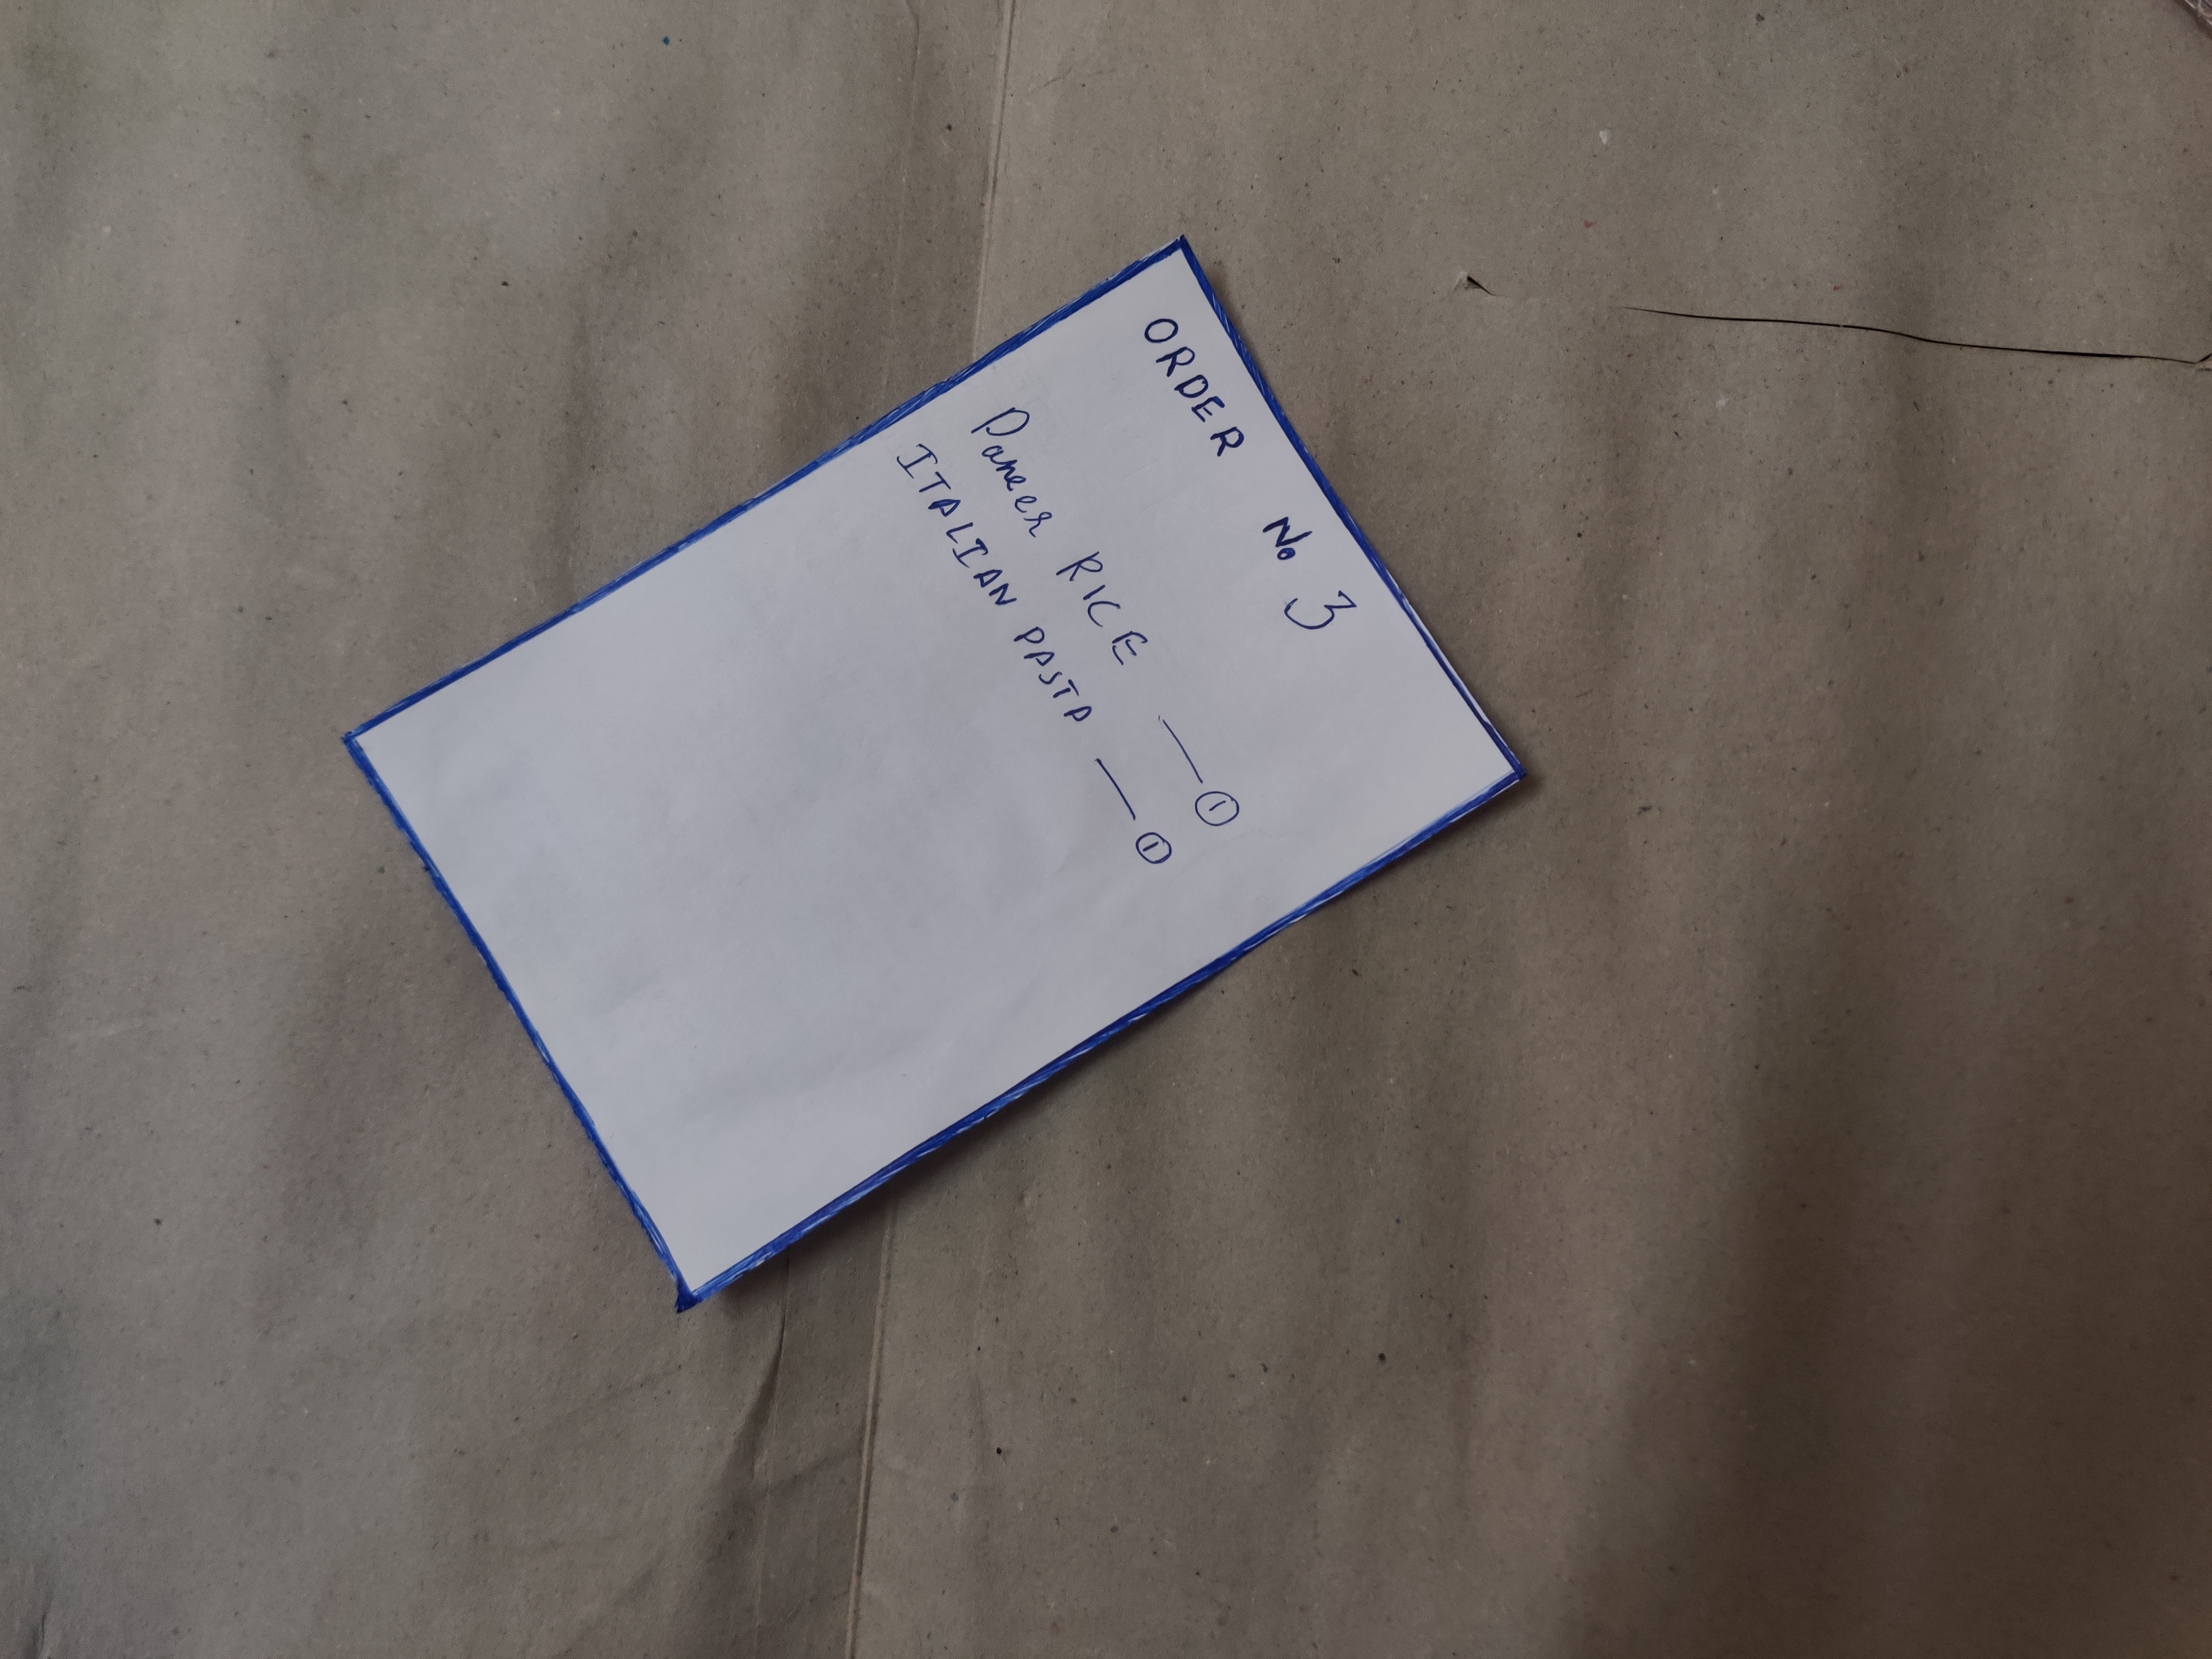 ORDER No 3
Paneer RICE — 1
ITALIAN PASTA — 1